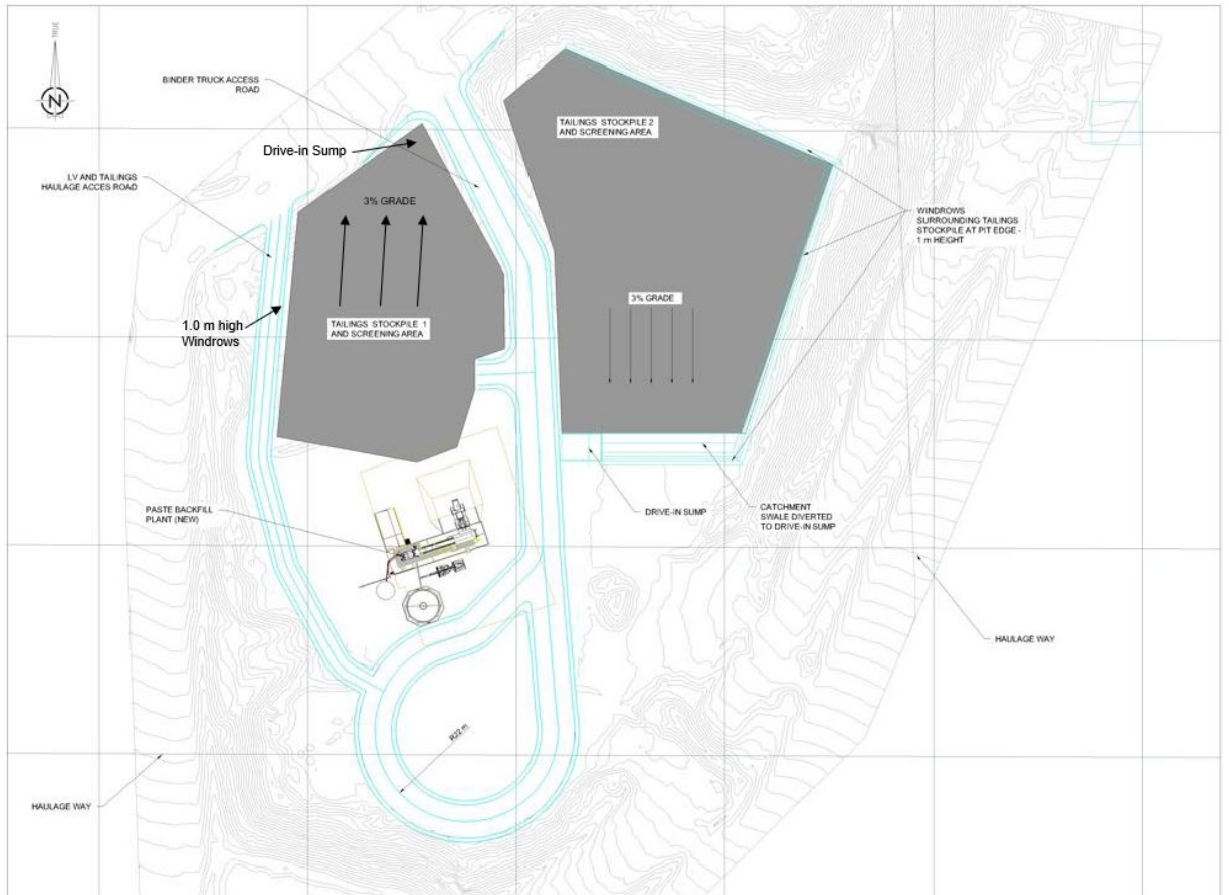 TRUE
N
BINDER TRUCK ACCESS
ROAD
TAILINGS STOCKPILE 2
AND SCREENING AREA
Drive-in Sump
LV AND TAILINGS
HAULAGE ACCES ROAD
3% GRADE
WINDROWS
SURROUNDING TAILINGS
STOCKPILE AT PIT EDGE -
1 m HEIGHT
3% GRADE
1.0 m high
Windrows
TAILINGS STOCKPILE 1
AND SCREENING AREA
PASTE BACKFILL
PLANT (NEW)
DRIVE-IN SUMP
CATCHMENT
SWALE DIVERTED
TO DRIVE-IN SUMP
HAULAGE WAY
R22 m
HAULAGE WAY